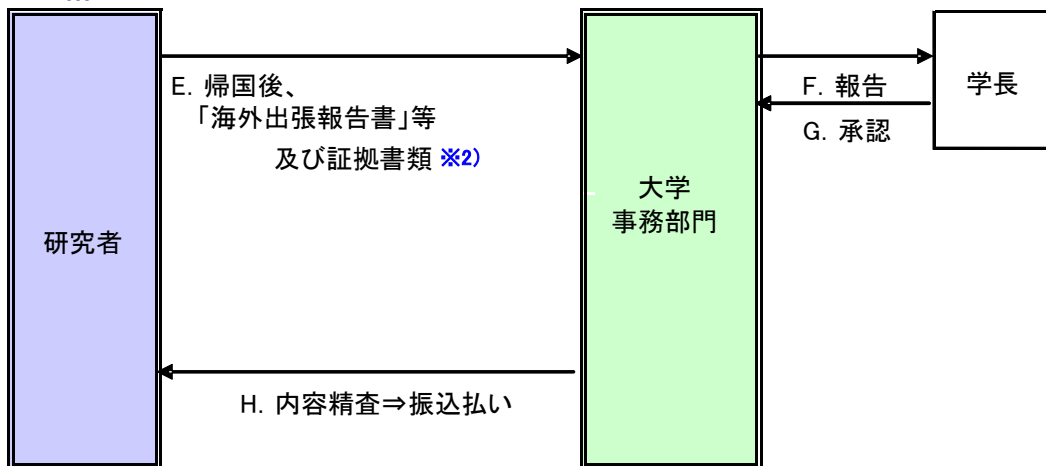 E. 帰国後、
「海外出張報告書」等
及び証拠書類 ※2)
F. 報告
G. 承認
学長
大学
事務部門
研究者
H. 内容精査⇒振込払い